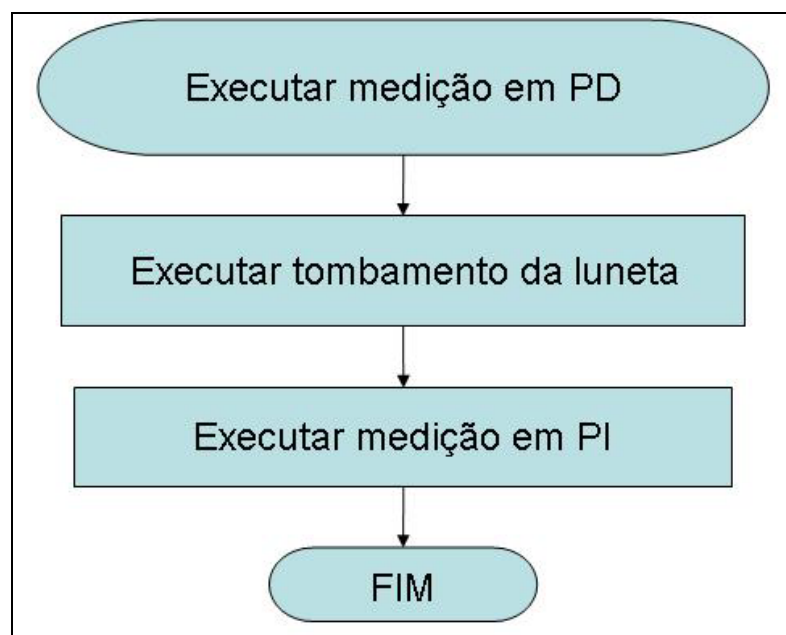 Executar medição em PD
Executar tombamento da luneta
Executar medição em PI
FIM